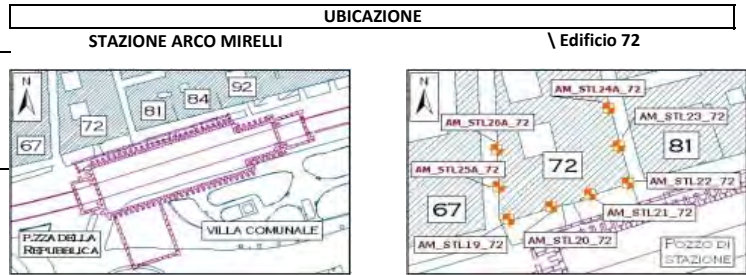 UBICAZIONE
STAZIONE ARCO MIRELLI
\ Edificio 72
N
67
72
81
84
92
P.ZZA DELLA
REPUBBLICA
VILLA COMUNALE
N
AM_STL24A_72
AM_STL26A_72
AM_STL23_72
81
72
AM_STL25A_72
AM_STL22_72
67
AM_STL21_72
AM_STL19_72
AM_STL20_72
POZZO DI
STAZIONE